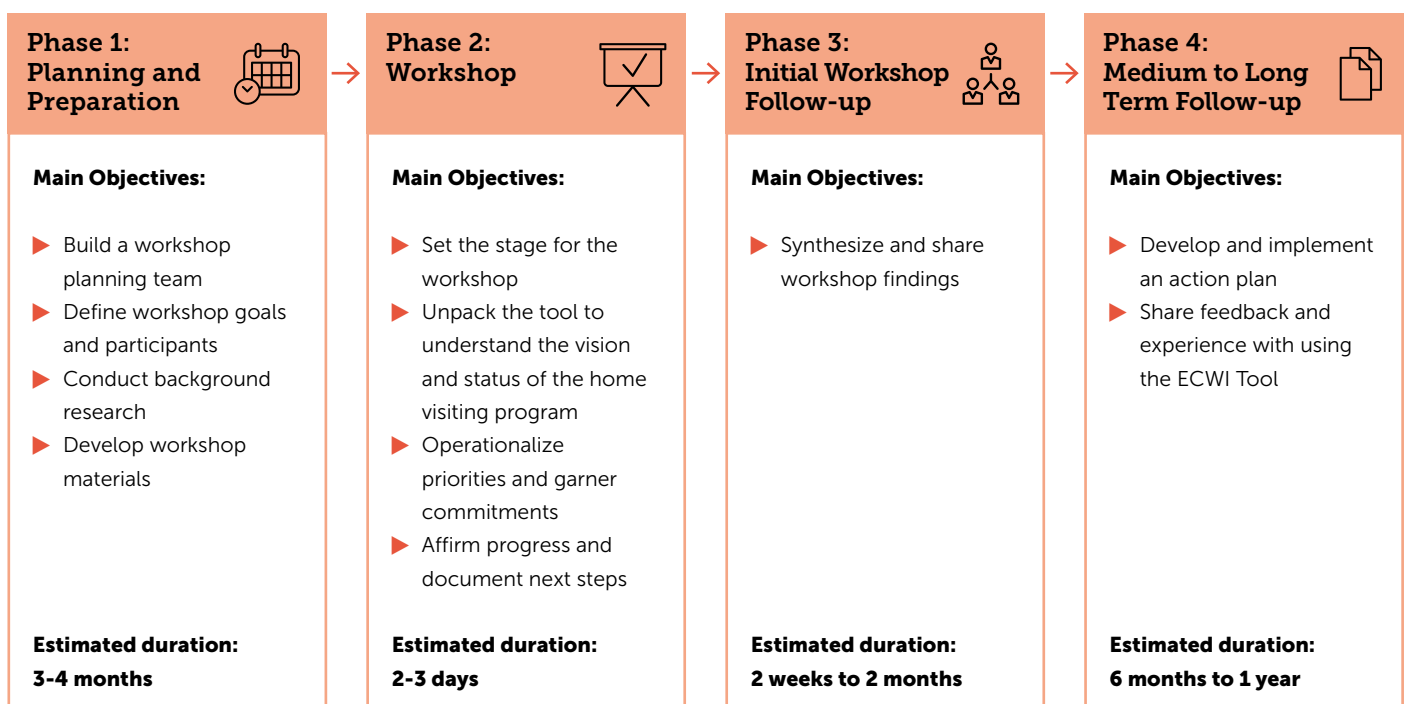 Phase 1:
Planning and
Preparation
Main Objectives:
Build a workshop
planning team
Define workshop goals
and participants
Conduct background
research
Develop workshop
materials
Estimated duration:
3-4 months
Phase 2:
Workshop
Main Objectives:
Set the stage for the
workshop
Unpack the tool to
understand the vision
and status of the home
visiting program
Operationalize
priorities and garner
commitments
Affirm progress and
document next steps
Estimated duration:
2-3 days
Phase 3:
Initial Workshop
Follow-up
Main Objectives:
Synthesize and share
workshop findings
Estimated duration:
2 weeks to 2 months
Phase 4:
Medium to Long
Term Follow-up
Main Objectives:
Develop and implement
an action plan
Share feedback and
experience with using
the ECWI Tool
Estimated duration:
6 months to 1 year